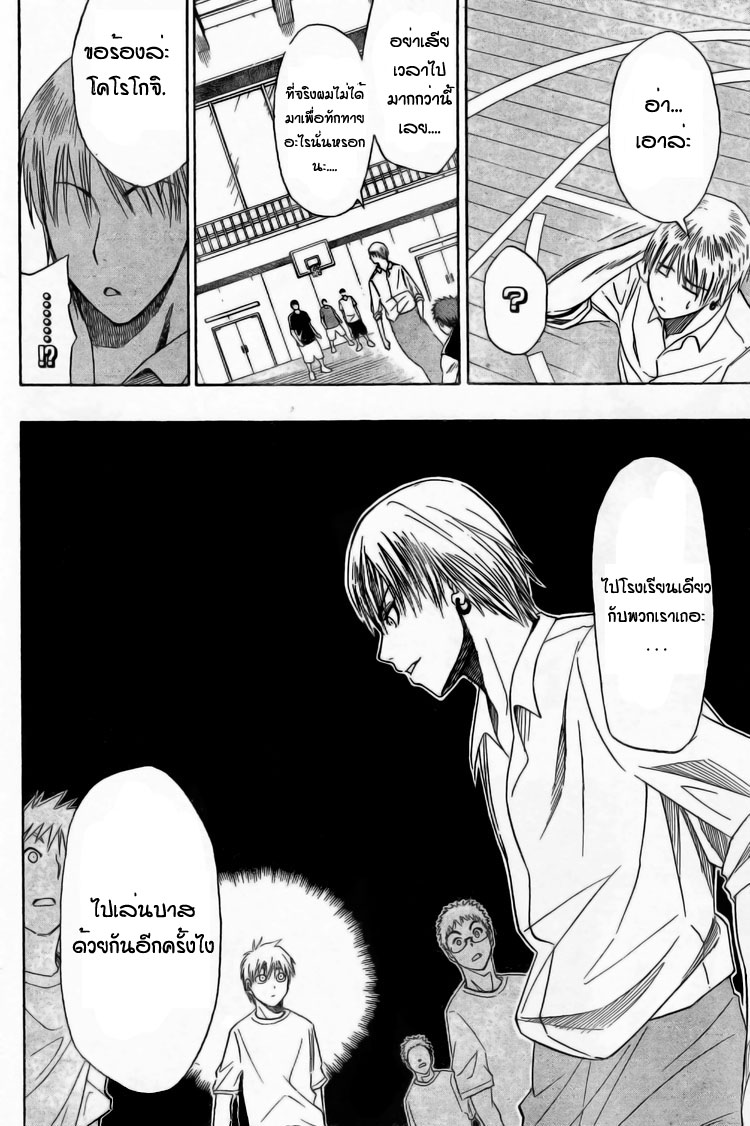 อ่า...
เอาล่ะ
?
อย่าเสีย
เวลาไป
มากกว่านี้
เลย....
ที่จริงผมไม่ได้
มาเพื่อทักทาย
อะไรนั่นหรอก
นะ....
ขอร้องล่ะ
โคโรโกจิ.
.......!?
ไปโรงเรียนเดียว
กับพวกเราเถอะ
...
ไปเล่นบาส
ด้วยกันอีกครั้งไง